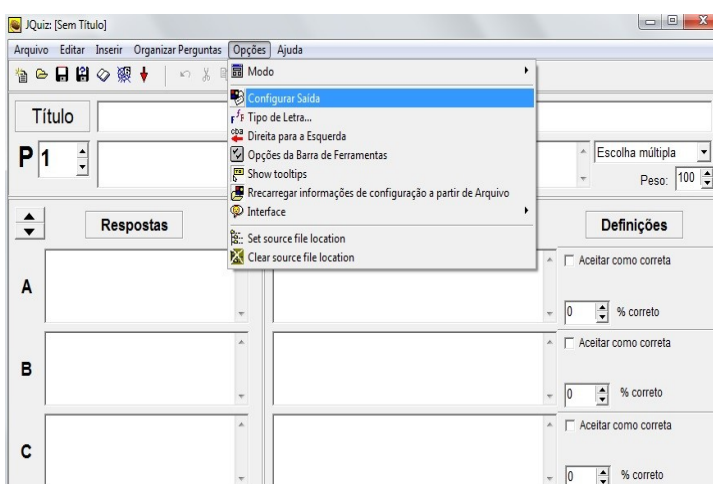 JQuiz: [Sem Título]
Arquivo Editar Inserir Organizar Perguntas Opções Ajuda
Modo
Configurar Saída
Título
Tipo de Letra...
Direita para a Esquerda
P 1
Opções da Barra de Ferramentas
Escolha múltipla
Show tooltips
Peso: 100
Rrecarregar informações de configuração a partir de Arquivo
Interface
Respostas
Definições
Set source file location
Clear source file location
Aceitar como correta
A
0 % correto
Aceitar como correta
B
0 % correto
Aceitar como correta
C
0 % correto